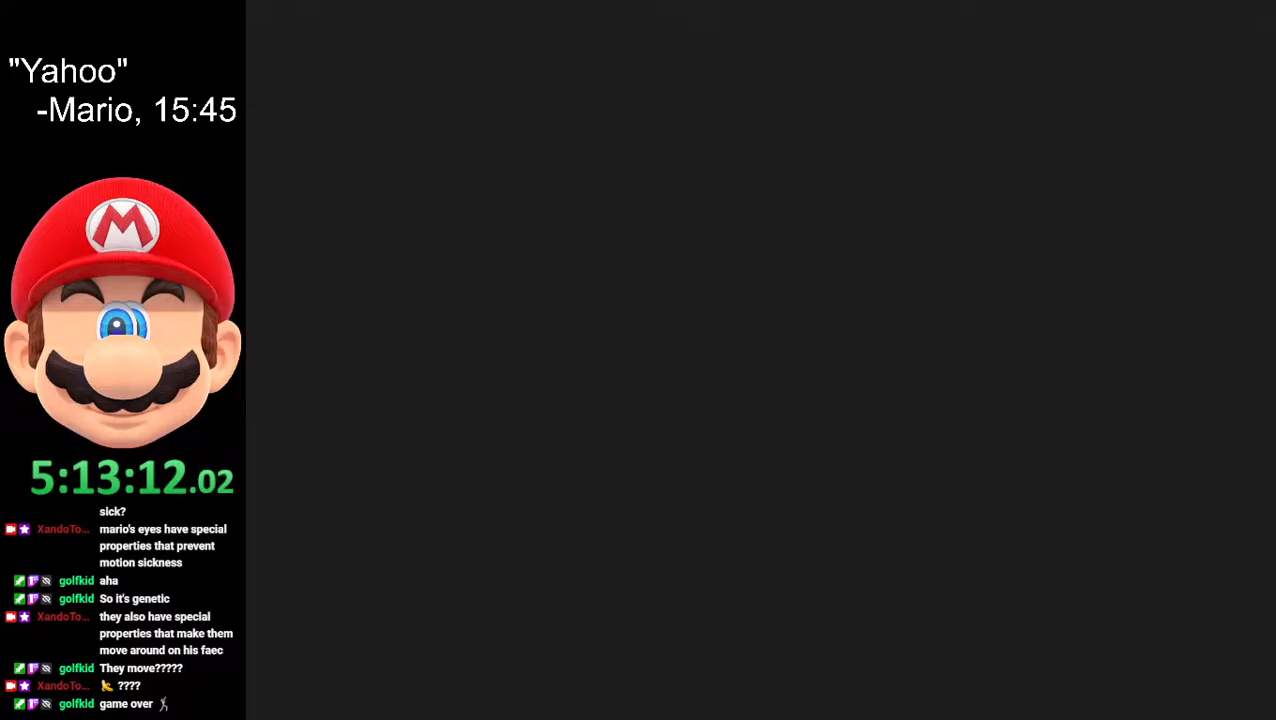 "Yahoo"
-Mario, 15:45
M
5:13:12.02
sick?
XandoTo... mario's eyes have special
properties that prevent
motion sickness
golfkid aha
golfkid So it's genetic
XandoTo... they also have special
properties that make them
move around on his faec
golfkid They move?????
XandoTo... 🍌 ????
golfkid game over